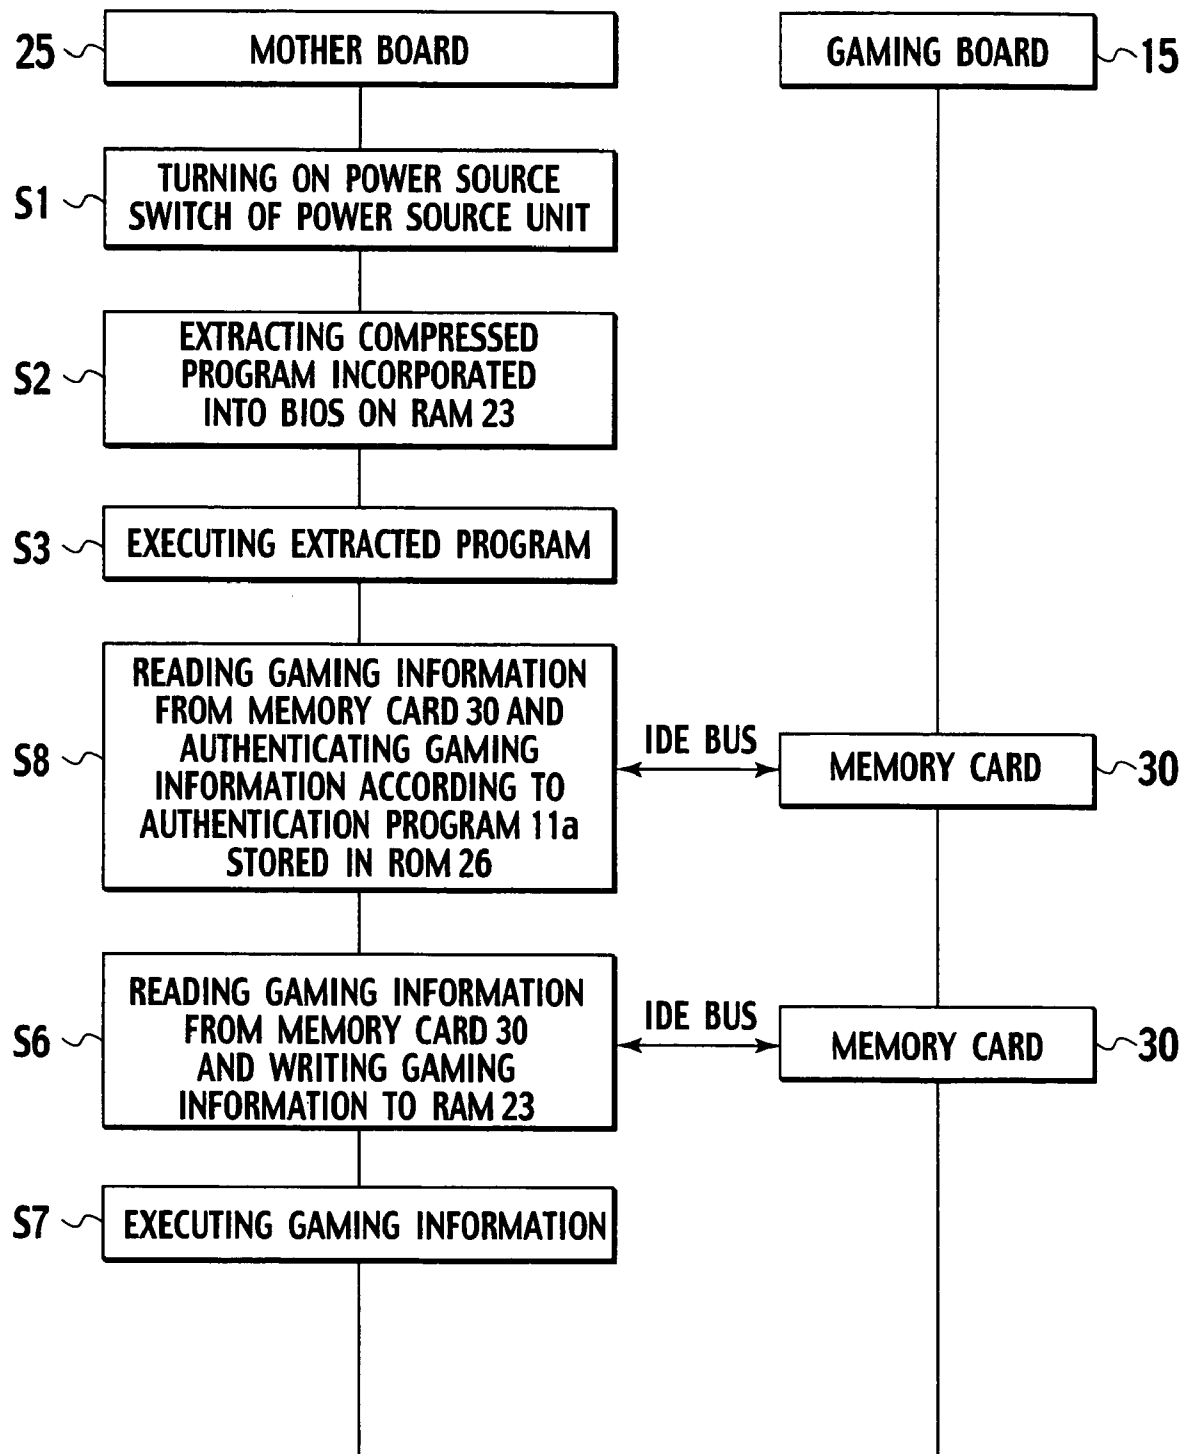 25
MOTHER BOARD
GAMING BOARD
15
S1
TURNING ON POWER SOURCE
SWITCH OF POWER SOURCE UNIT
S2
EXTRACTING COMPRESSED
PROGRAM INCORPORATED
INTO BIOS ON RAM 23
S3
EXECUTING EXTRACTED PROGRAM
S8
READING GAMING INFORMATION
FROM MEMORY CARD 30 AND
AUTHENTICATING GAMING
INFORMATION ACCORDING TO
AUTHENTICATION PROGRAM 11a
STORED IN ROM 26
IDE BUS
MEMORY CARD
30
S6
READING GAMING INFORMATION
FROM MEMORY CARD 30
AND WRITING GAMING
INFORMATION TO RAM 23
IDE BUS
MEMORY CARD
30
S7
EXECUTING GAMING INFORMATION